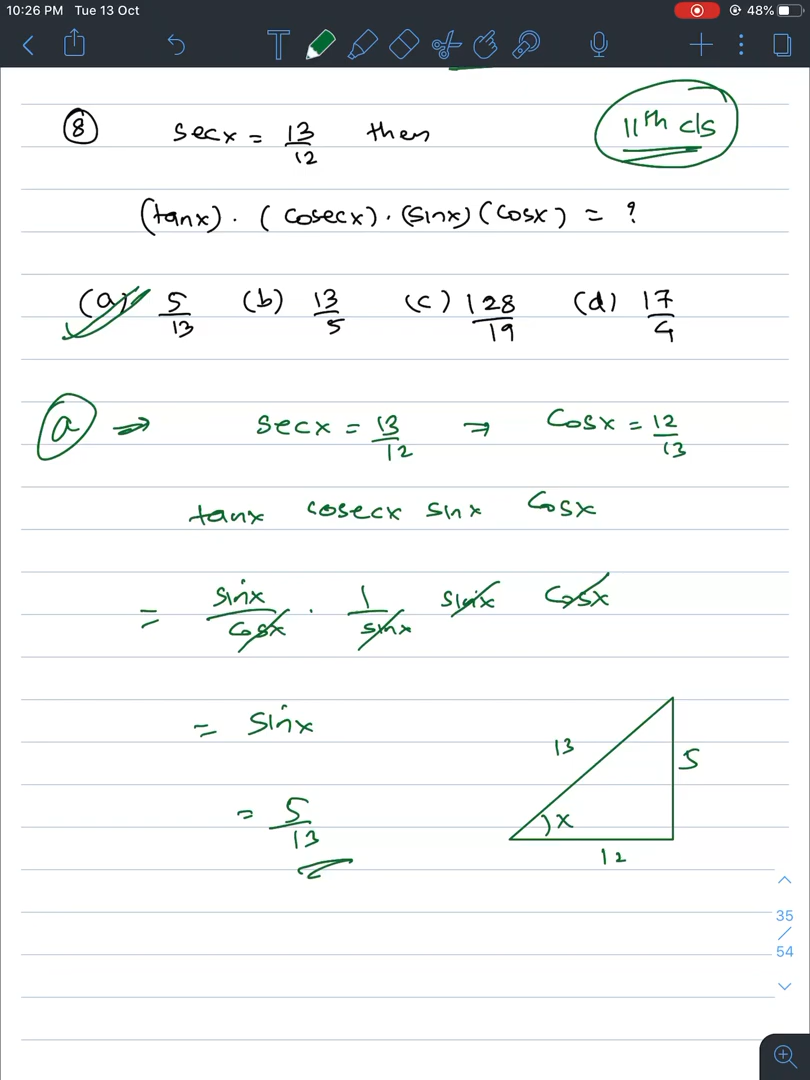 10:26 PM Tue 13 Oct 48%
T
8 secx = 13/12 then 11th cls
(tanx) . (cosecx) . (sinx) (cosx) = ?
(a) 5/13 (b) 13/5 (c) 128/19 (d) 17/4
a → secx = 13/12 ⇒ cosx = 12/13
tanx cosecx sinx cosx
= sinx/cosx . 1/sinx sinx cosx
= sinx
13 5
= 5/13 x
12
35
/
54